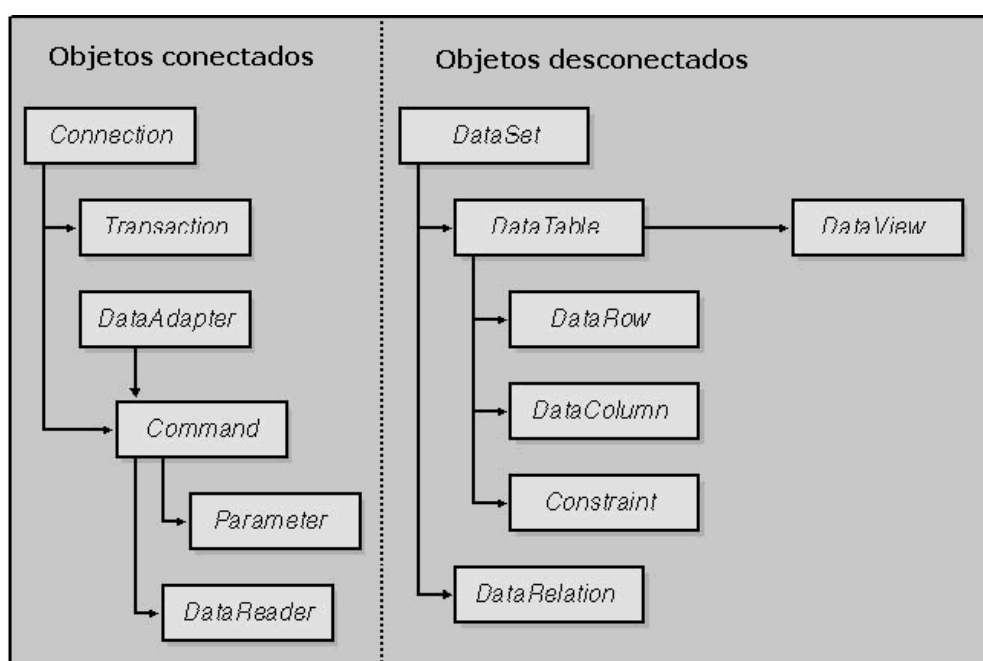 Objetos conectados
Connection
Transaction
DataAdapter
Command
Parameter
DataReader
Objetos desconectados
DataSet
DataTable
DataView
DataRow
DataColumn
Constraint
DataRelation